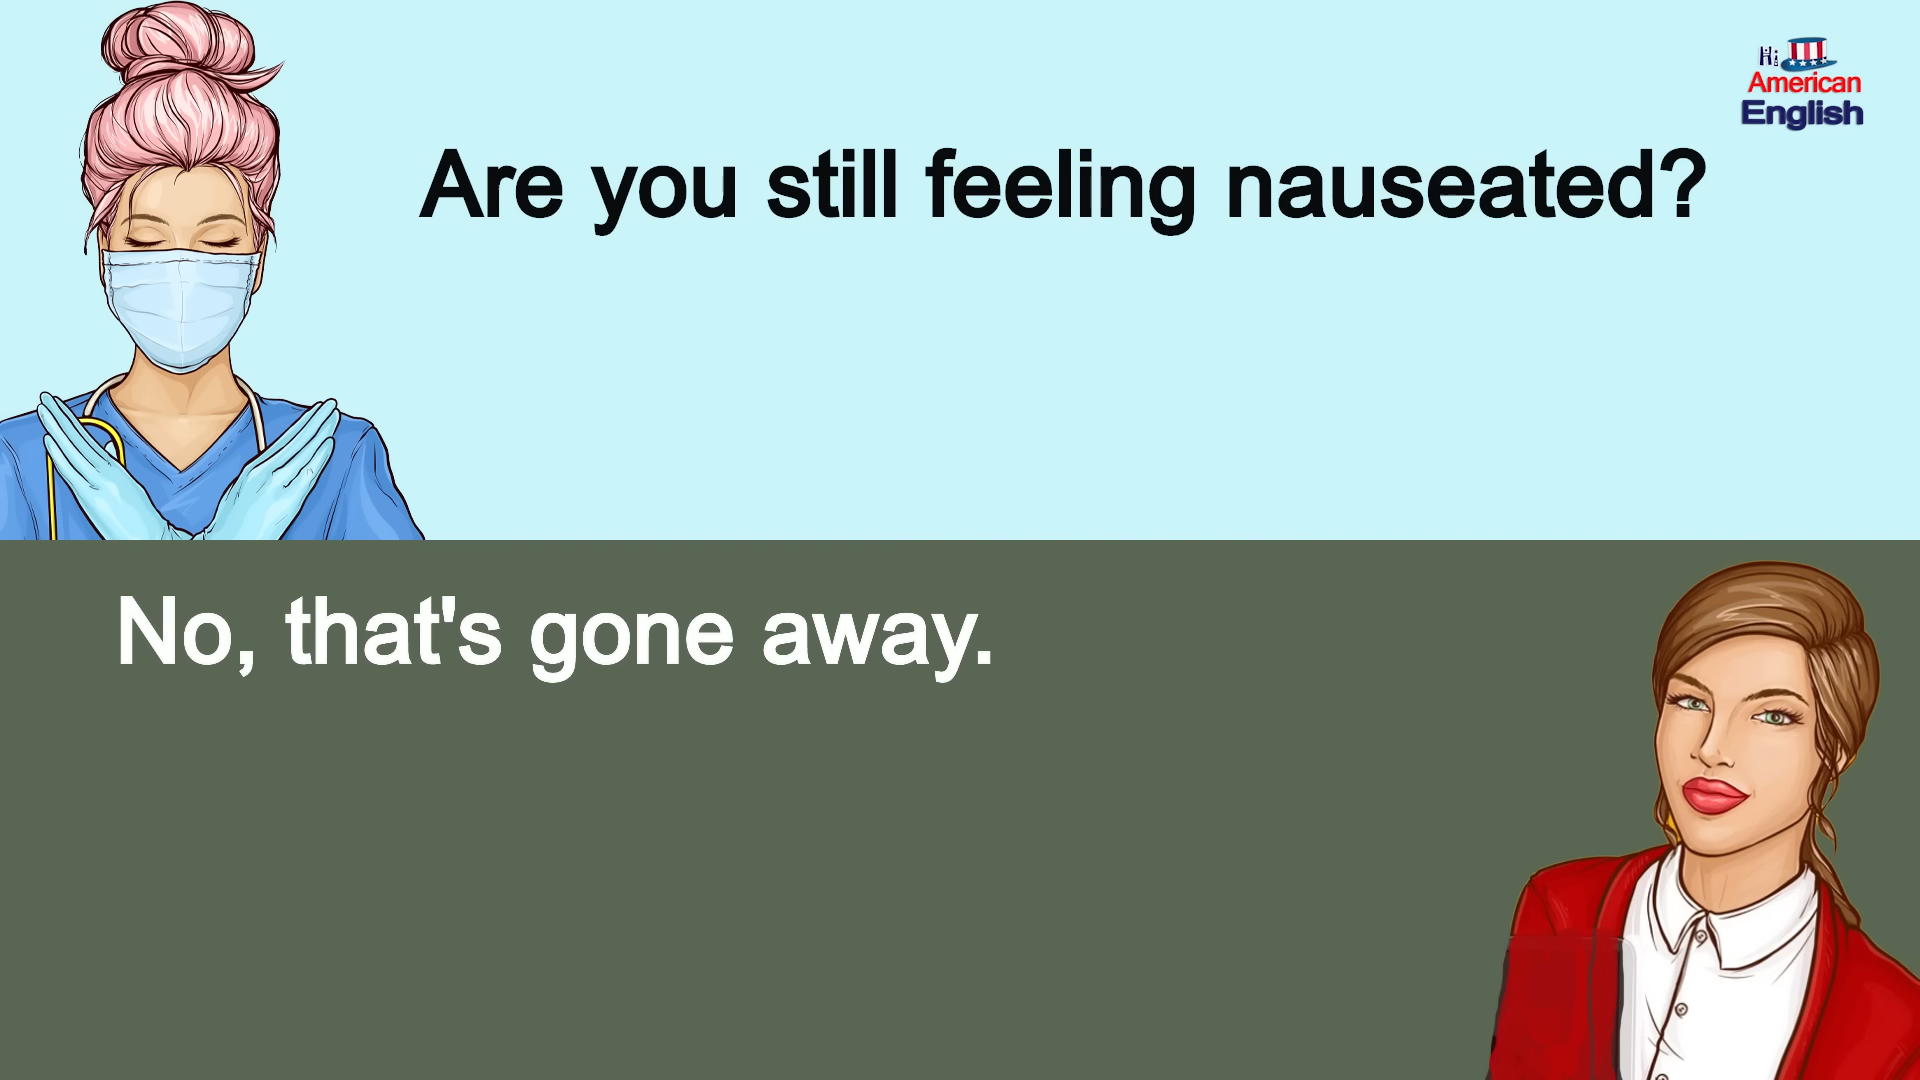 Hi
American
English
Are you still feeling nauseated?
No, that's gone away.